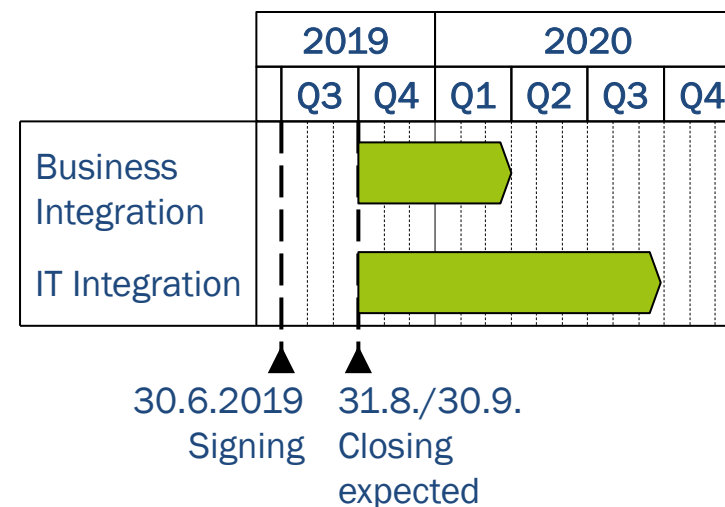 2019 2020
Q3 Q4 Q1 Q2 Q3 Q4
Business
Integration
IT Integration
30.6.2019 31.8./30.9.
Signing Closing
expected